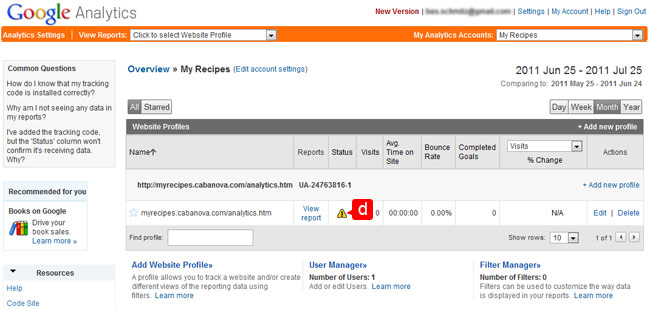 Google Analytics
New Version | | Settings | My Account | Help | Sign Out
Analytics Settings | View Reports: Click to select Website Profile
My Analytics Accounts: My Recipes
Common Questions
How do I know that my tracking
code is installed correctly?
Why am I not seeing any data in
my reports?
I've added the tracking code,
but the 'Status' column won't
confirm it's receiving data.
Why?
Recommended for you
Books on Google
Drive your
book sales.
Learn more »
Resources
Help
Code Site
Overview » My Recipes (Edit account settings)
2011 Jun 25 - 2011 Jul 25
Comparing to: 2011 May 25 - 2011 Jun 24
All Starred
Day Week Month Year
Website Profiles
+ Add new profile
Name↑ Reports Status Visits Avg. Time on Site Bounce Rate Completed Goals Visits % Change Actions
http://myrecipes.cabanova.com/analytics.htm UA-24763816-1
+ Add new profile
myrecipes.cabanova.com/analytics.htm View report d 0 00:00:00 0.00% 0 N/A Edit | Delete
Find profile:
Show rows: 10 1 of 1
Add Website Profile»
A profile allows you to track a website and/or create
different views of the reporting data using
filters. Learn more
User Manager»
Number of Users: 1
Add or edit Users. Learn more
Filter Manager»
Number of Filters: 0
Filters can be used to customize the way data
is displayed in your reports. Learn more